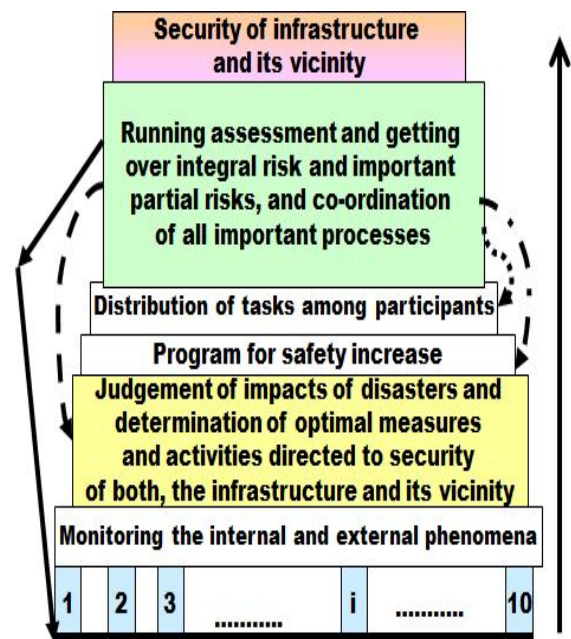 Security of infrastructure
and its vicinity
Running assessment and getting
over integral risk and important
partial risks, and co-ordination
of all important processes
Distribution of tasks among participants
Program for safety increase
Judgement of impacts of disasters and
determination of optimal measures
and activities directed to security
of both, the infrastructure and its vicinity
Monitoring the internal and external phenomena
1 2 3 ........... i ........... 10